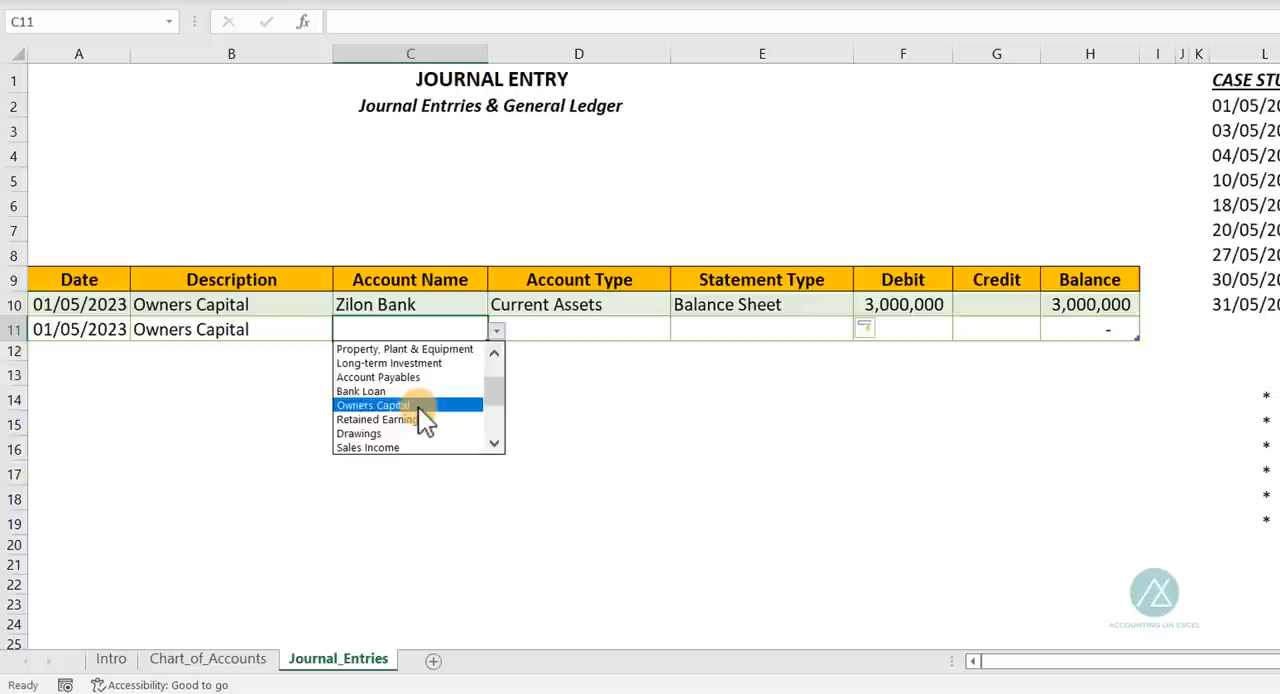 C11
fx
A B C D E F G H I J K L
1 JOURNAL ENTRY CASE STU
2 Journal Entrries & General Ledger 01/05/20
3 03/05/20
4 04/05/20
5 10/05/20
6 18/05/20
7 20/05/20
8 27/05/20
9 Date Description Account Name Account Type Statement Type Debit Credit Balance 30/05/20
10 01/05/2023 Owners Capital Zilon Bank Current Assets Balance Sheet 3,000,000 3,000,000 31/05/20
11 01/05/2023 Owners Capital -
12
Property, Plant & Equipment
Long-term Investment
13 Account Payables
Bank Loan
14 Owners Capital *
Retained Earning
15 Drawings *
16 Sales Income *
17 *
18 *
19 *
20
21
22
23
24
ACCOUNTING ON EXCEL
25
Intro Chart_of_Accounts Journal_Entries
Ready Accessibility: Good to go